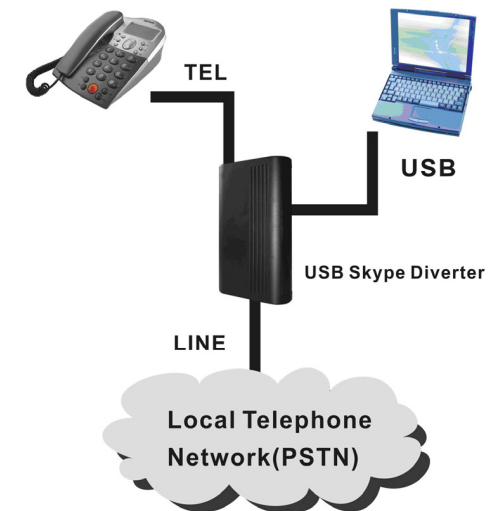 TEL
USB
USB Skype Diverter
LINE
Local Telephone
Network(PSTN)